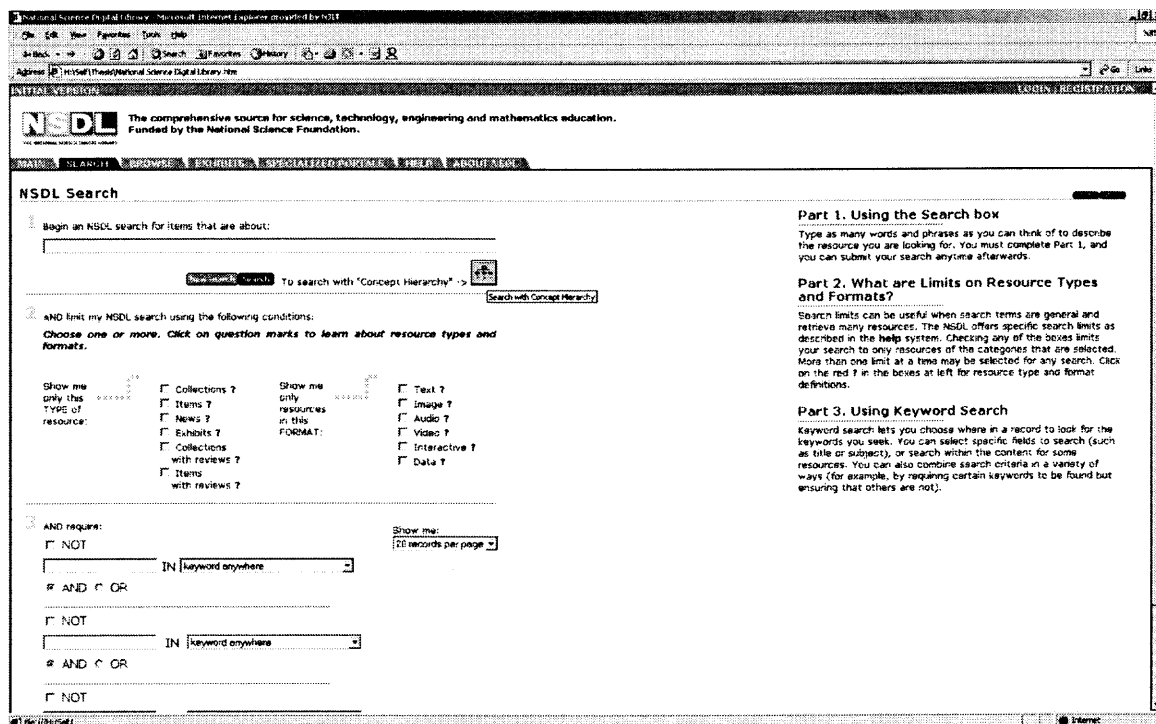 National Science Digital Library - Microsoft Internet Explorer provided by NJIT
File Edit View Favorites Tools Help
Back Search Favorites History
Address H:\Self\Thesis\National Science Digital Library.htm Go Links
INITIAL VERSION LOGIN REGISTRATION
NSDL The comprehensive source for science, technology, engineering and mathematics education.
Funded by the National Science Foundation.
MAIN SEARCH BROWSE EXHIBITS SPECIALIZED PORTALS HELP ABOUT NSDL
NSDL Search
1 Begin an NSDL search for items that are about:
New Search Search To search with "Concept Hierarchy" ->
Search with Concept Hierarchy
2 AND limit my NSDL search using the following conditions:
Choose one or more. Click on question marks to learn about resource types and
formats.
Show me
only this
TYPE of
resource:
Collections ?
Items ?
News ?
Exhibits ?
Collections
with reviews ?
Items
with reviews ?
Show me
only
resources
in this
FORMAT:
Text ?
Image ?
Audio ?
Video ?
Interactive ?
Data ?
3 AND require:
NOT
IN keyword anywhere
AND OR
Show me:
20 records per page
NOT
IN keyword anywhere
AND OR
NOT
Part 1. Using the Search box
Type as many words and phrases as you can think of to describe
the resource you are looking for. You must complete Part 1, and
you can submit your search anytime afterwards.
Part 2. What are Limits on Resource Types
and Formats?
Search limits can be useful when search terms are general and
retrieve many resources. The NSDL offers specific search limits as
described in the help system. Checking any of the boxes limits
your search to only resources of the categories that are selected.
More than one limit at a time may be selected for any search. Click
on the red ? in the boxes at left for resource type and format
definitions.
Part 3. Using Keyword Search
Keyword search lets you choose where in a record to look for the
keywords you seek. You can select specific fields to search (such
as title or subject), or search within the content for some
resources. You can also combine search criteria in a variety of
ways (for example, by requiring certain keywords to be found but
ensuring that others are not).
Internet